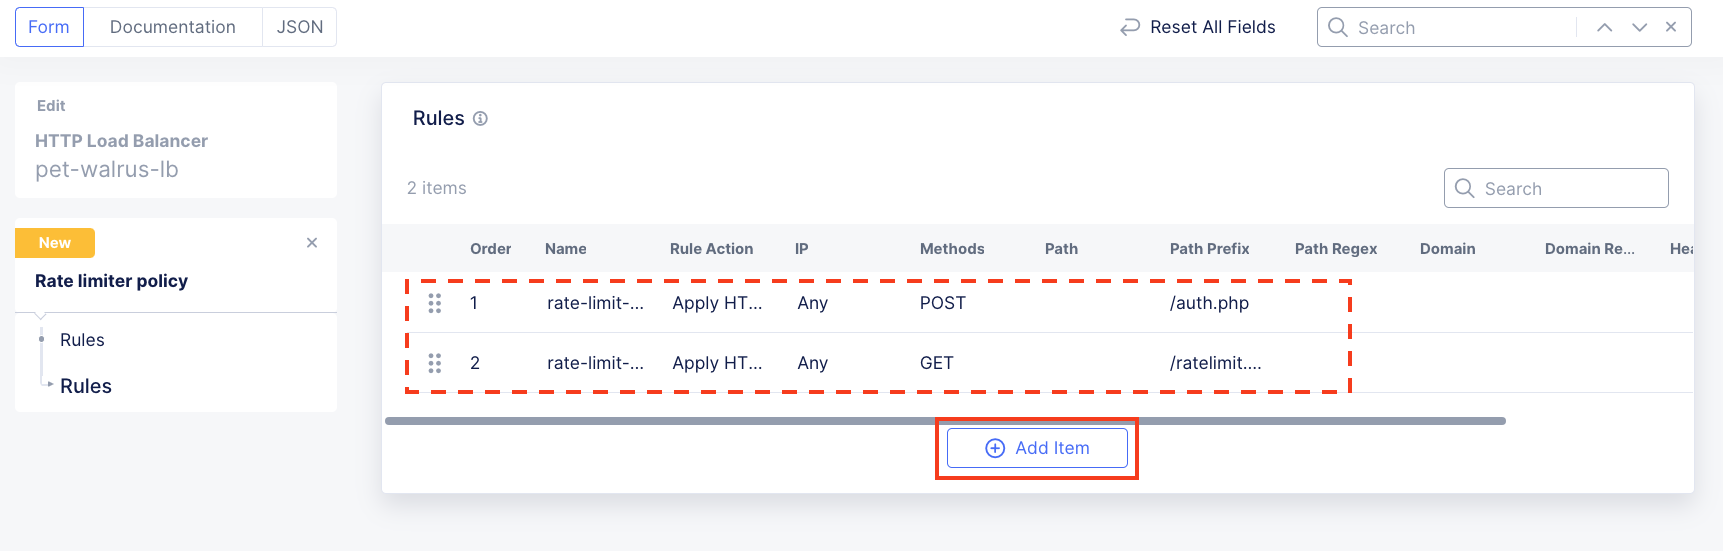 Form Documentation JSON Reset All Fields Search
Edit
HTTP Load Balancer
pet-walrus-lb
New
Rate limiter policy
Rules
Rules
Rules
2 items Search
Order Name Rule Action IP Methods Path Path Prefix Path Regex Domain Domain Re... Hea
1 rate-limit-... Apply HT... Any POST /auth.php
2 rate-limit-... Apply HT... Any GET /ratelimit....
Add Item